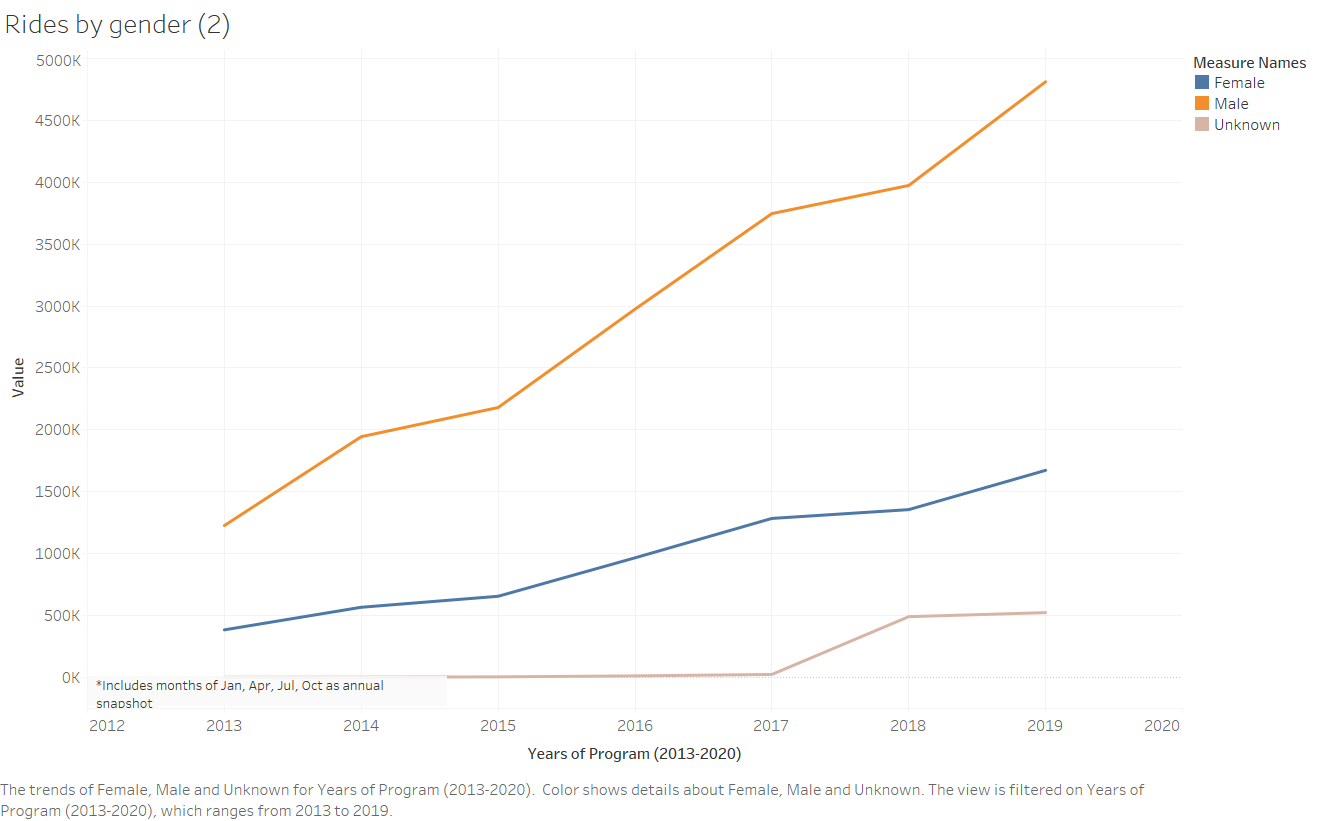 Rides by gender (2)
Measure Names
Female
Male
Unknown
5000K
4500K
4000K
3500K
3000K
2500K
2000K
1500K
1000K
500K
0K
Value
*Includes months of Jan, Apr, Jul, Oct as annual
snapshot
2012 2013 2014 2015 2016 2017 2018 2019 2020
Years of Program (2013-2020)
The trends of Female, Male and Unknown for Years of Program (2013-2020). Color shows details about Female, Male and Unknown. The view is filtered on Years of
Program (2013-2020), which ranges from 2013 to 2019.